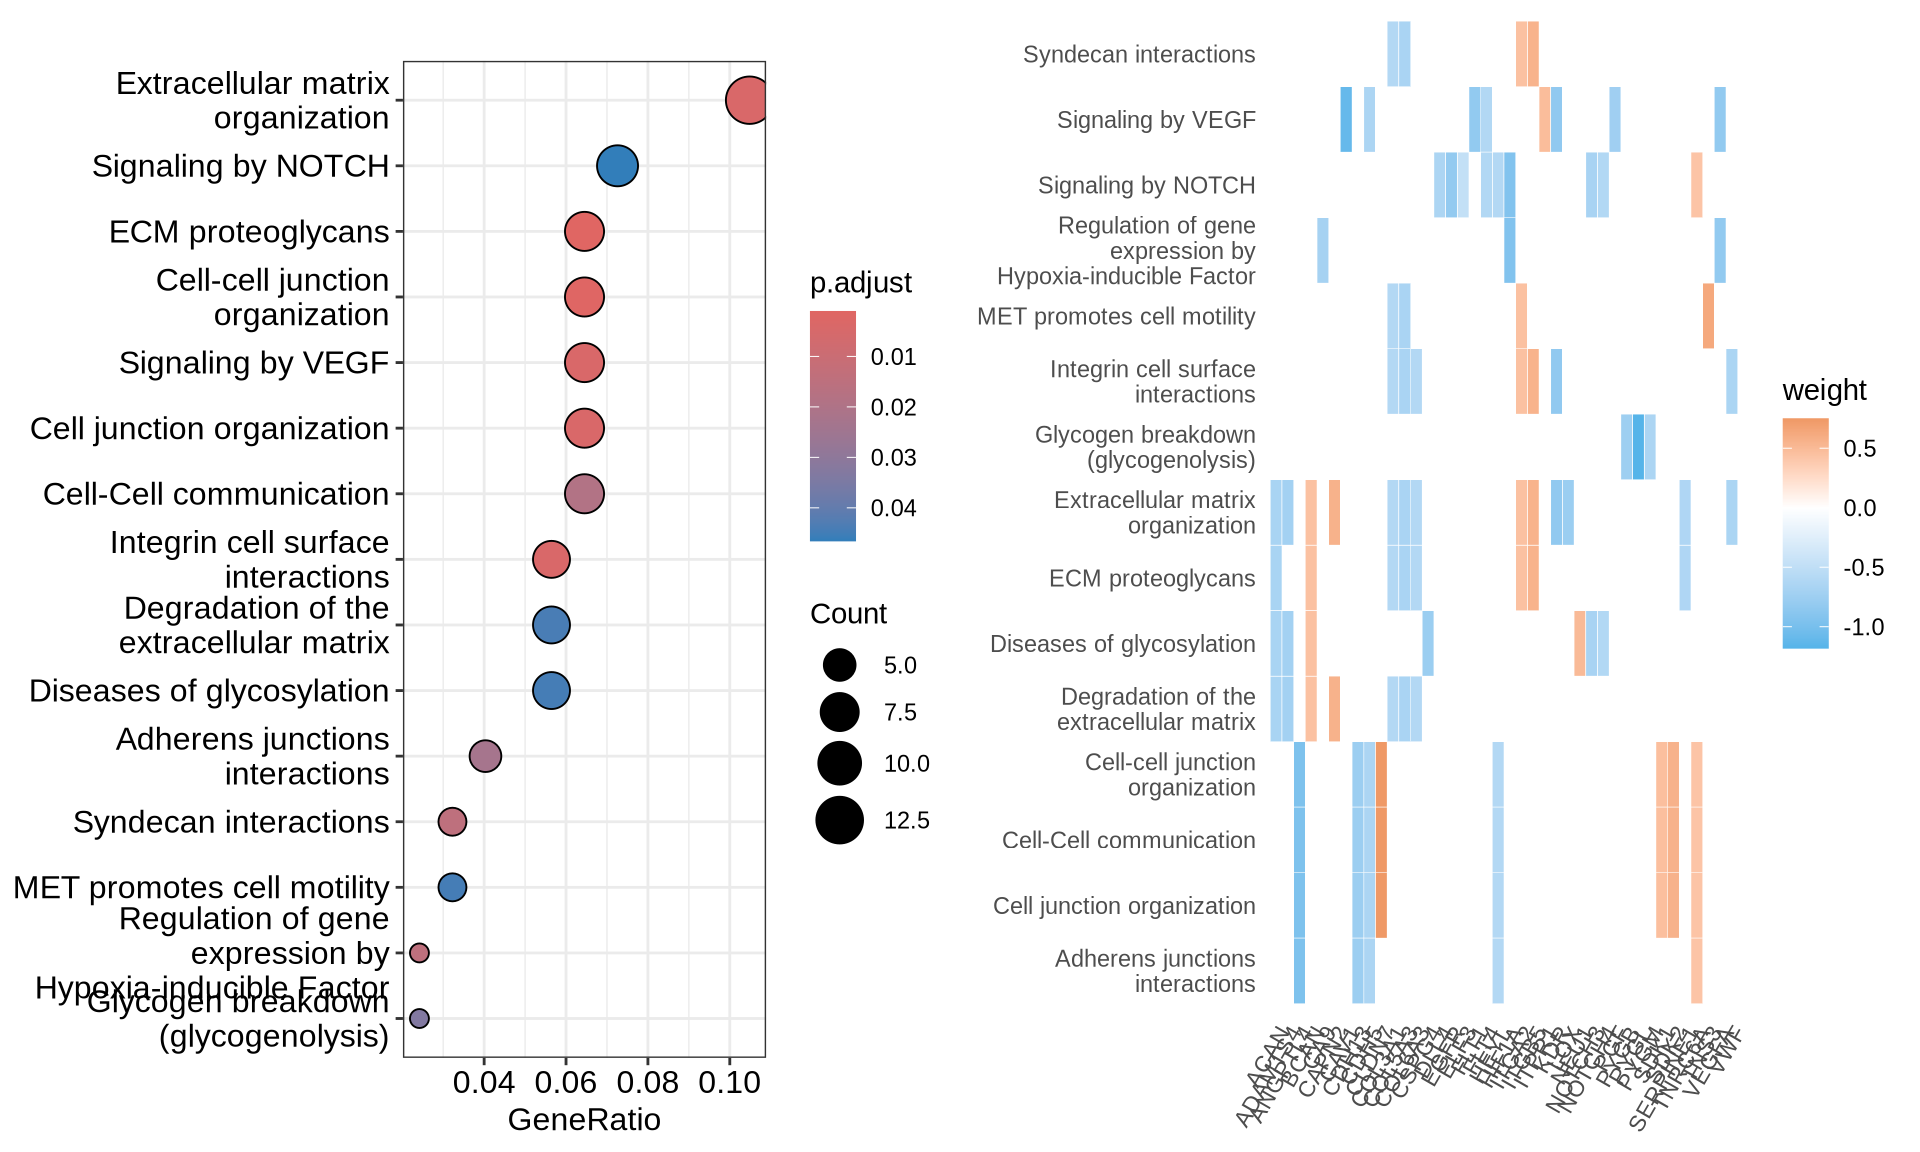 Extracellular matrix
organization
Signaling by NOTCH
ECM proteoglycans
Cell-cell junction
organization
Signaling by VEGF
Cell junction organization
Cell-Cell communication
Integrin cell surface
interactions
Degradation of the
extracellular matrix
Diseases of glycosylation
Adherens junctions
interactions
Syndecan interactions
MET promotes cell motility
Regulation of gene
expression by
Hypoxia-inducible Factor
Glycogen breakdown
(glycogenolysis)
0.04 0.06 0.08 0.10
GeneRatio
p.adjust
0.01
0.02
0.03
0.04
Count
5.0
7.5
10.0
12.5
Syndecan interactions
Signaling by VEGF
Signaling by NOTCH
Regulation of gene
expression by
Hypoxia-inducible Factor
MET promotes cell motility
Integrin cell surface
interactions
Glycogen breakdown
(glycogenolysis)
Extracellular matrix
organization
ECM proteoglycans
Diseases of glycosylation
Degradation of the
extracellular matrix
Cell-cell junction
organization
Cell-Cell communication
Cell junction organization
Adherens junctions
interactions
ACAN
VWF
weight
0.5
0.0
-0.5
-1.0